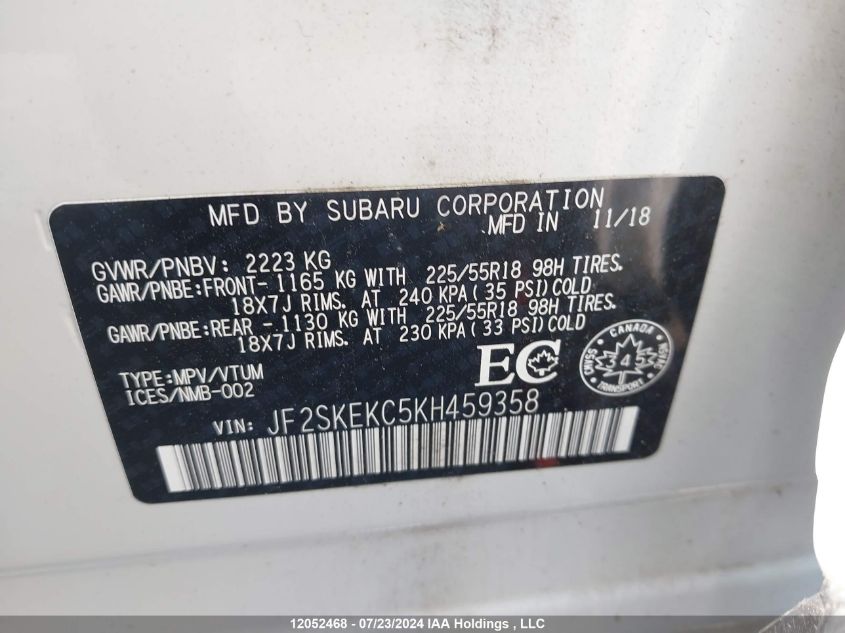 MFD BY SUBARU CORPORATION
MFD IN 11/18
GVWR/PNBV: 2223 KG
GAWR/PNBE:FRONT- 1165 KG WITH 225/55R18 98H TIRES.
18X7J RIMS. AT 240 KPA(35 PSI)COLD
GAWR/PNBE:REAR - 1130 KG WITH 225/55R18 98H TIRES.
18X7J RIMS. AT 230 KPA(33 PSI)COLD
TYPE:MPV/VTUM
ICES/NMB-002
EC
CANADA
CMVSS
345
NSVAC
TRANSPORT
VIN: JF2SKEKC5KH459358
12052468 - 07/23/2024 IAA Holdings , LLC